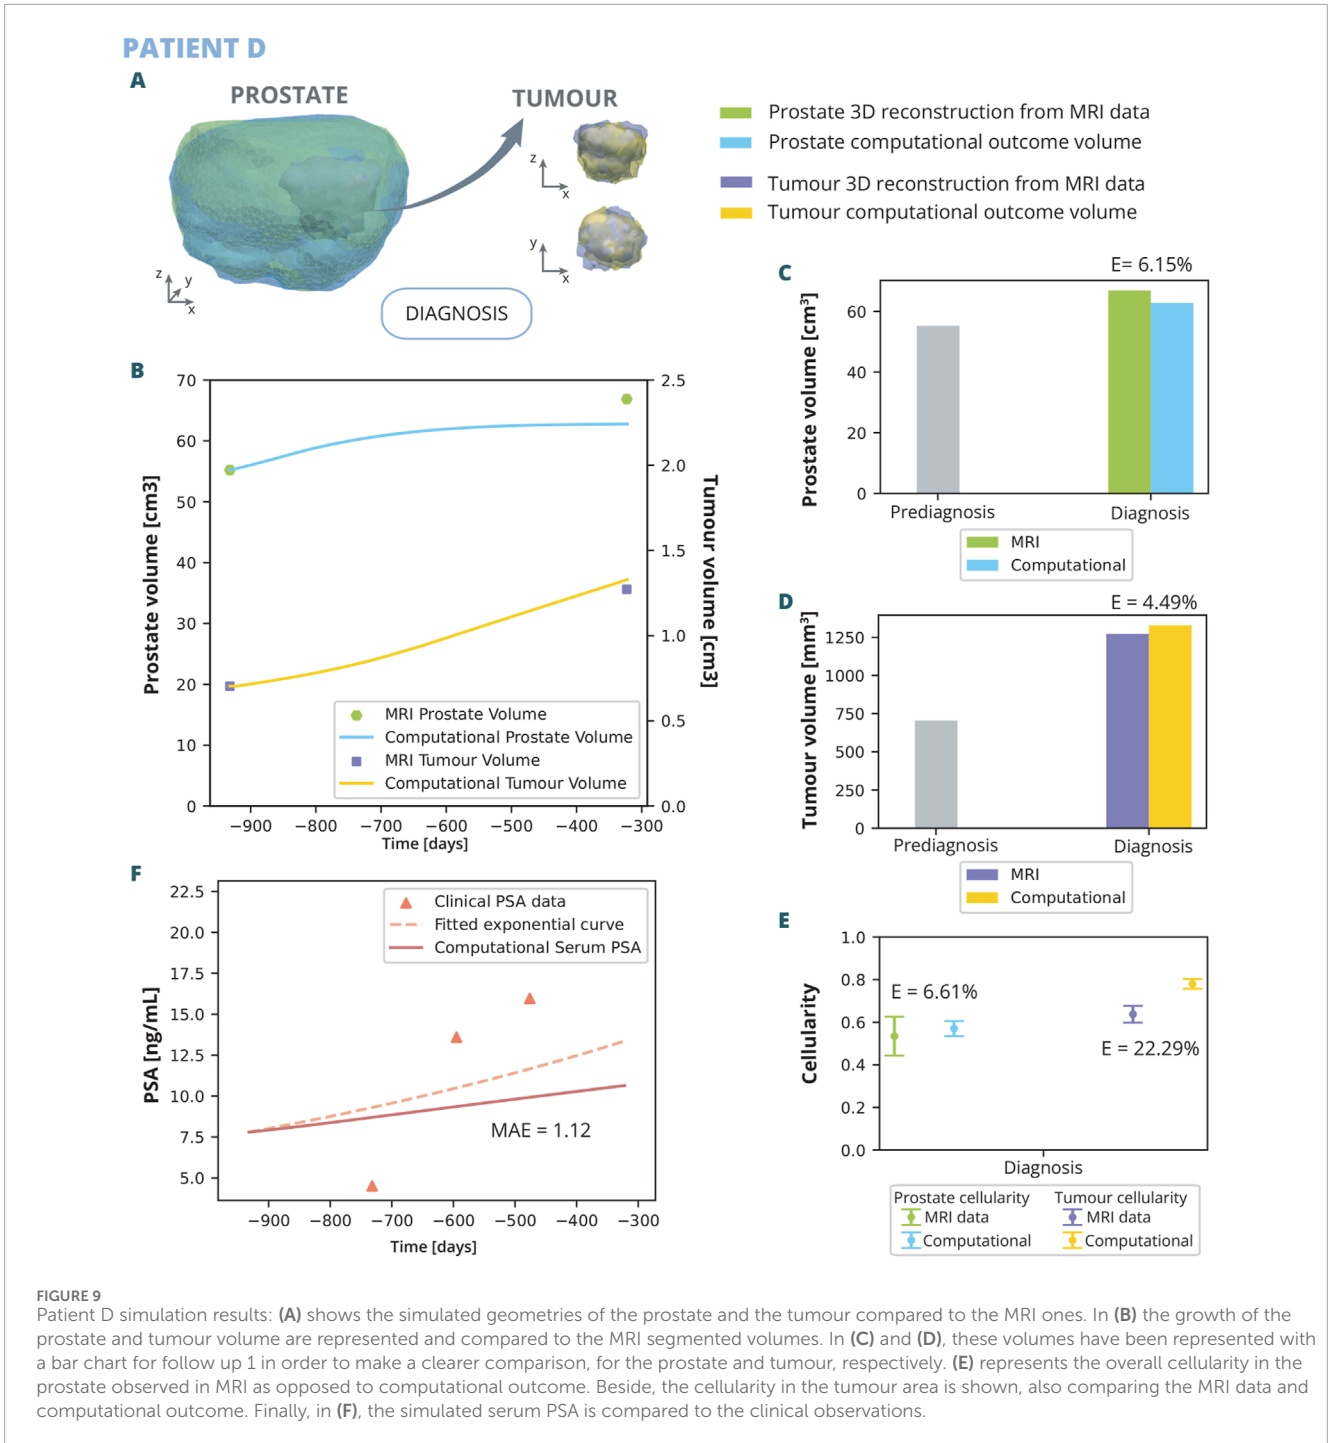 PATIENT D
A
PROSTATE
TUMOUR
z
x
y
x
z
y
x
DIAGNOSIS
Prostate 3D reconstruction from MRI data
Prostate computational outcome volume
Tumour 3D reconstruction from MRI data
Tumour computational outcome volume
B
70
60
50
40
30
20
10
0
Prostate volume [cm3]
2.5
2.0
1.5
1.0
0.5
0.0
Tumour volume [cm3]
MRI Prostate Volume
Computational Prostate Volume
MRI Tumour Volume
Computational Tumour Volume
−900 −800 −700 −600 −500 −400 −300
Time [days]
C
E= 6.15%
Prostate volume [cm³]
60
40
20
0
Prediagnosis Diagnosis
MRI
Computational
D
E = 4.49%
Tumour volume [mm³]
1250
1000
750
500
250
0
Prediagnosis Diagnosis
MRI
Computational
E
Cellularity
1.0
0.8
0.6
0.4
0.2
0.0
E = 6.61%
E = 22.29%
Diagnosis
Prostate cellularity Tumour cellularity
MRI data MRI data
Computational Computational
F
PSA [ng/mL]
22.5
20.0
17.5
15.0
12.5
10.0
7.5
5.0
Clinical PSA data
Fitted exponential curve
Computational Serum PSA
MAE = 1.12
−900 −800 −700 −600 −500 −400 −300
Time [days]
FIGURE 9
Patient D simulation results: (A) shows the simulated geometries of the prostate and the tumour compared to the MRI ones. In (B) the growth of the
prostate and tumour volume are represented and compared to the MRI segmented volumes. In (C) and (D), these volumes have been represented with
a bar chart for follow up 1 in order to make a clearer comparison, for the prostate and tumour, respectively. (E) represents the overall cellularity in the
prostate observed in MRI as opposed to computational outcome. Beside, the cellularity in the tumour area is shown, also comparing the MRI data and
computational outcome. Finally, in (F), the simulated serum PSA is compared to the clinical observations.